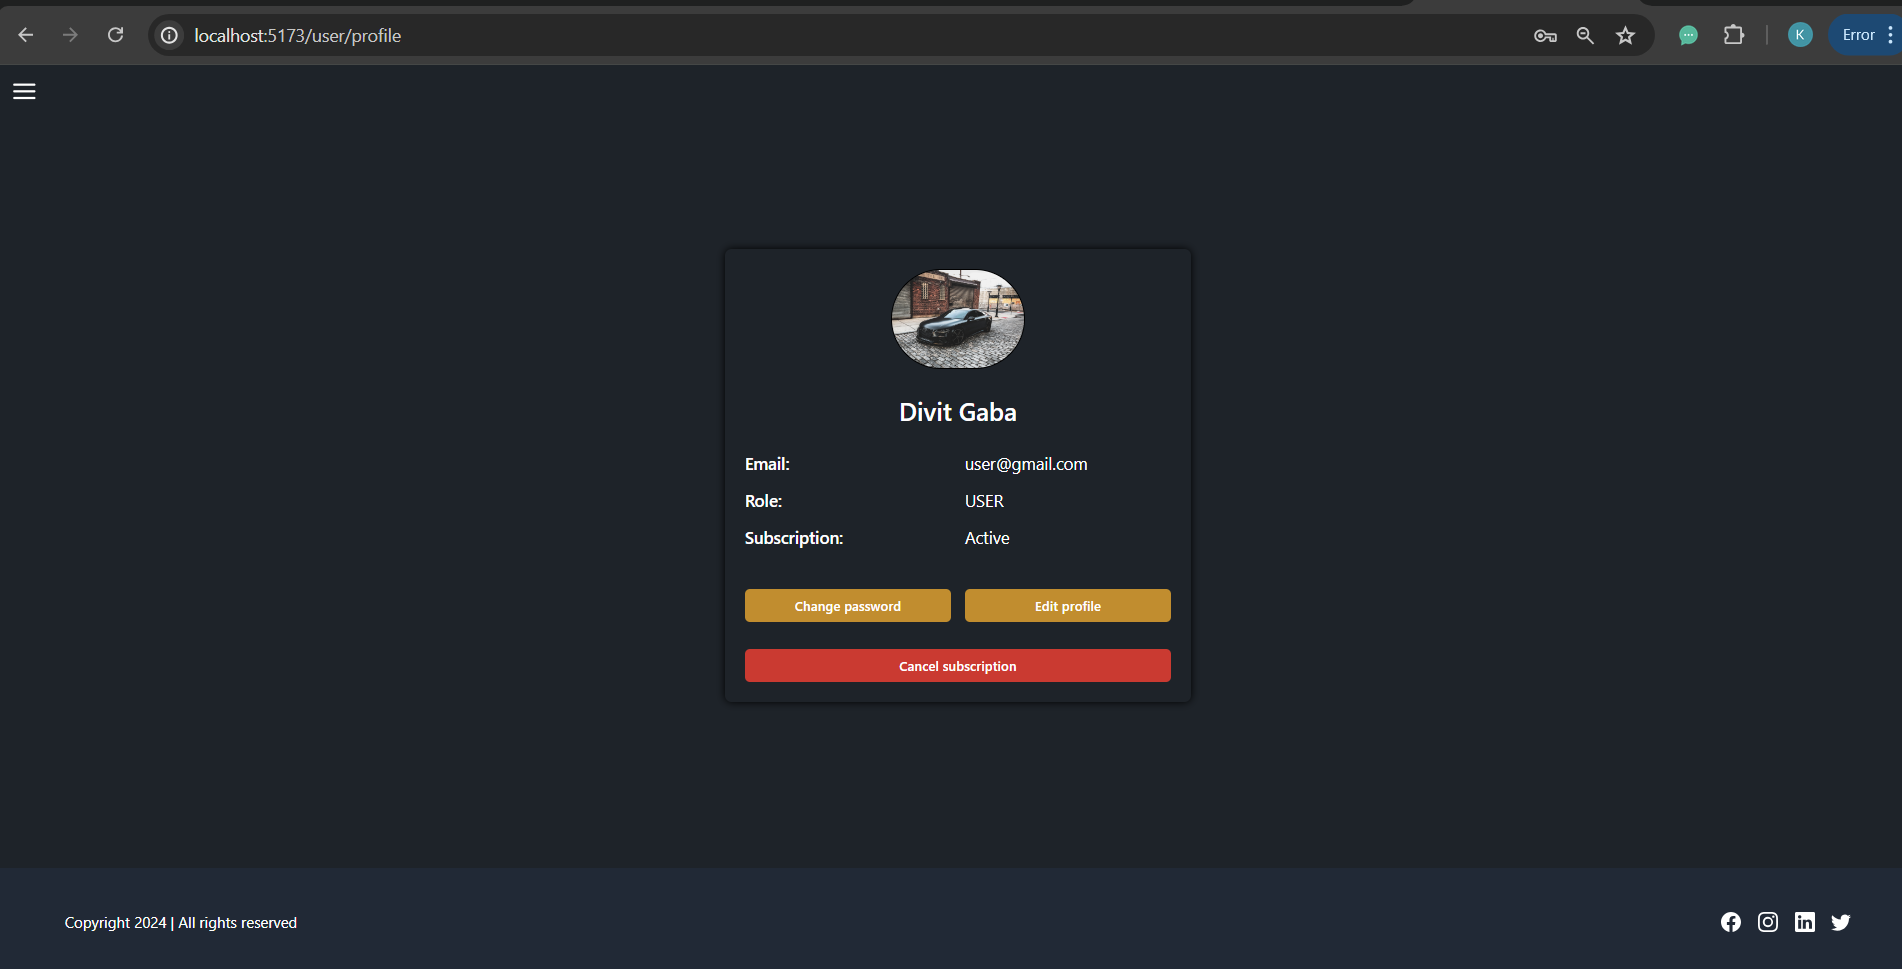 localhost:5173/user/profile
K
Error
Divit Gaba
Email: user@gmail.com
Role: USER
Subscription: Active
Change password Edit profile
Cancel subscription
Copyright 2024 | All rights reserved